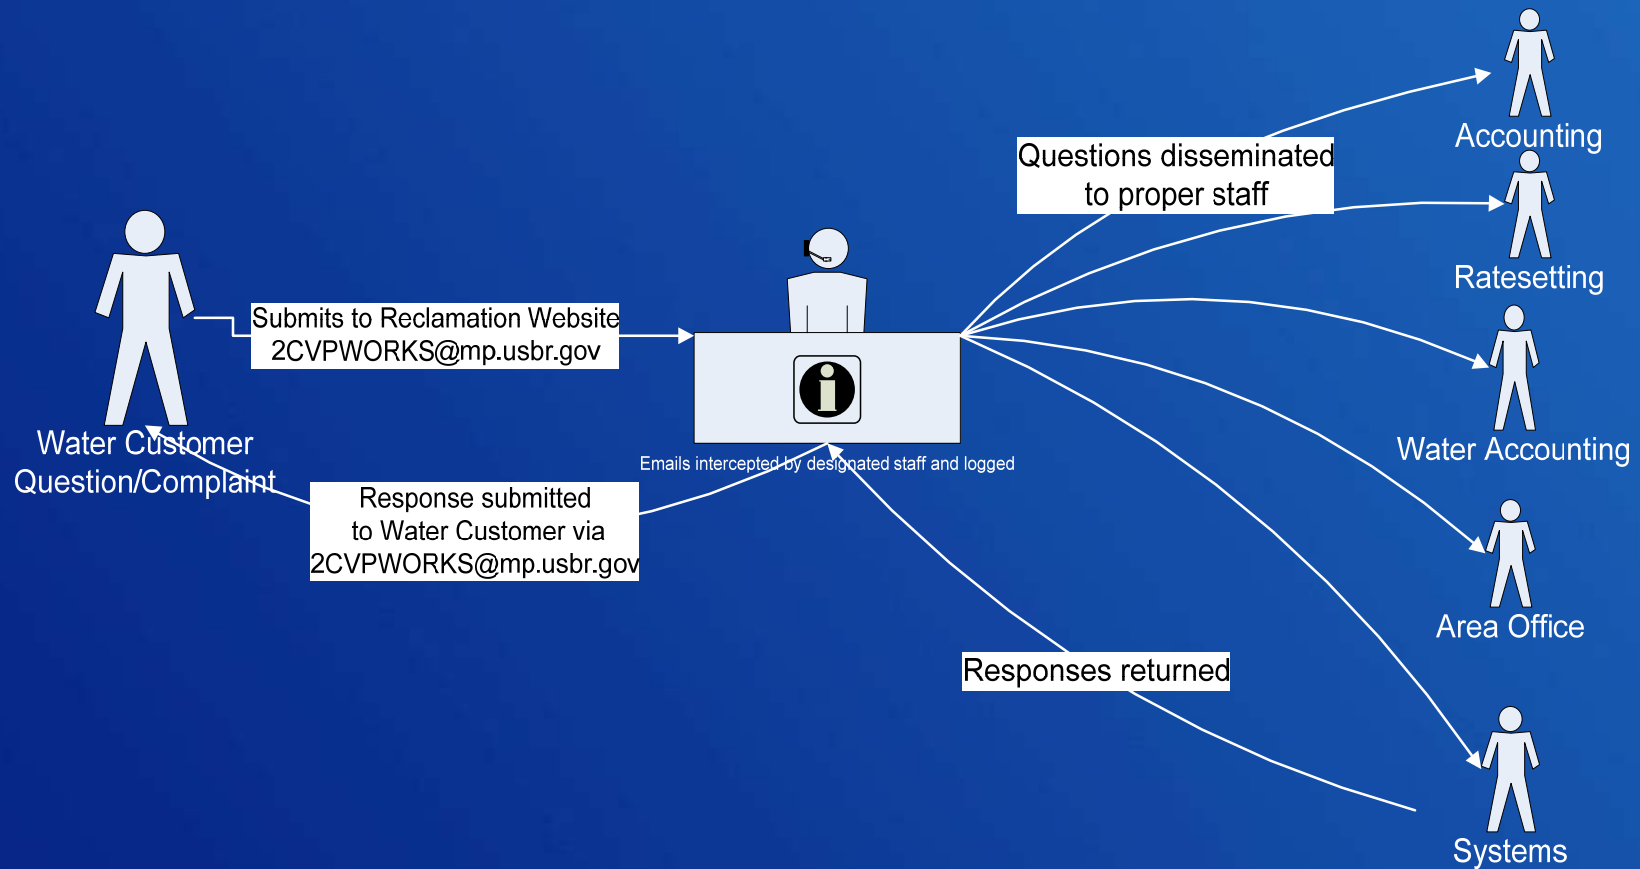 Accounting
Questions disseminated
to proper staff
Ratesetting
Submits to Reclamation Website
2CVPWORKS@mp.usbr.gov
Water Customer
Question/Complaint
Emails intercepted by designated staff and logged
Water Accounting
Response submitted
to Water Customer via
2CVPWORKS@mp.usbr.gov
Area Office
Responses returned
Systems